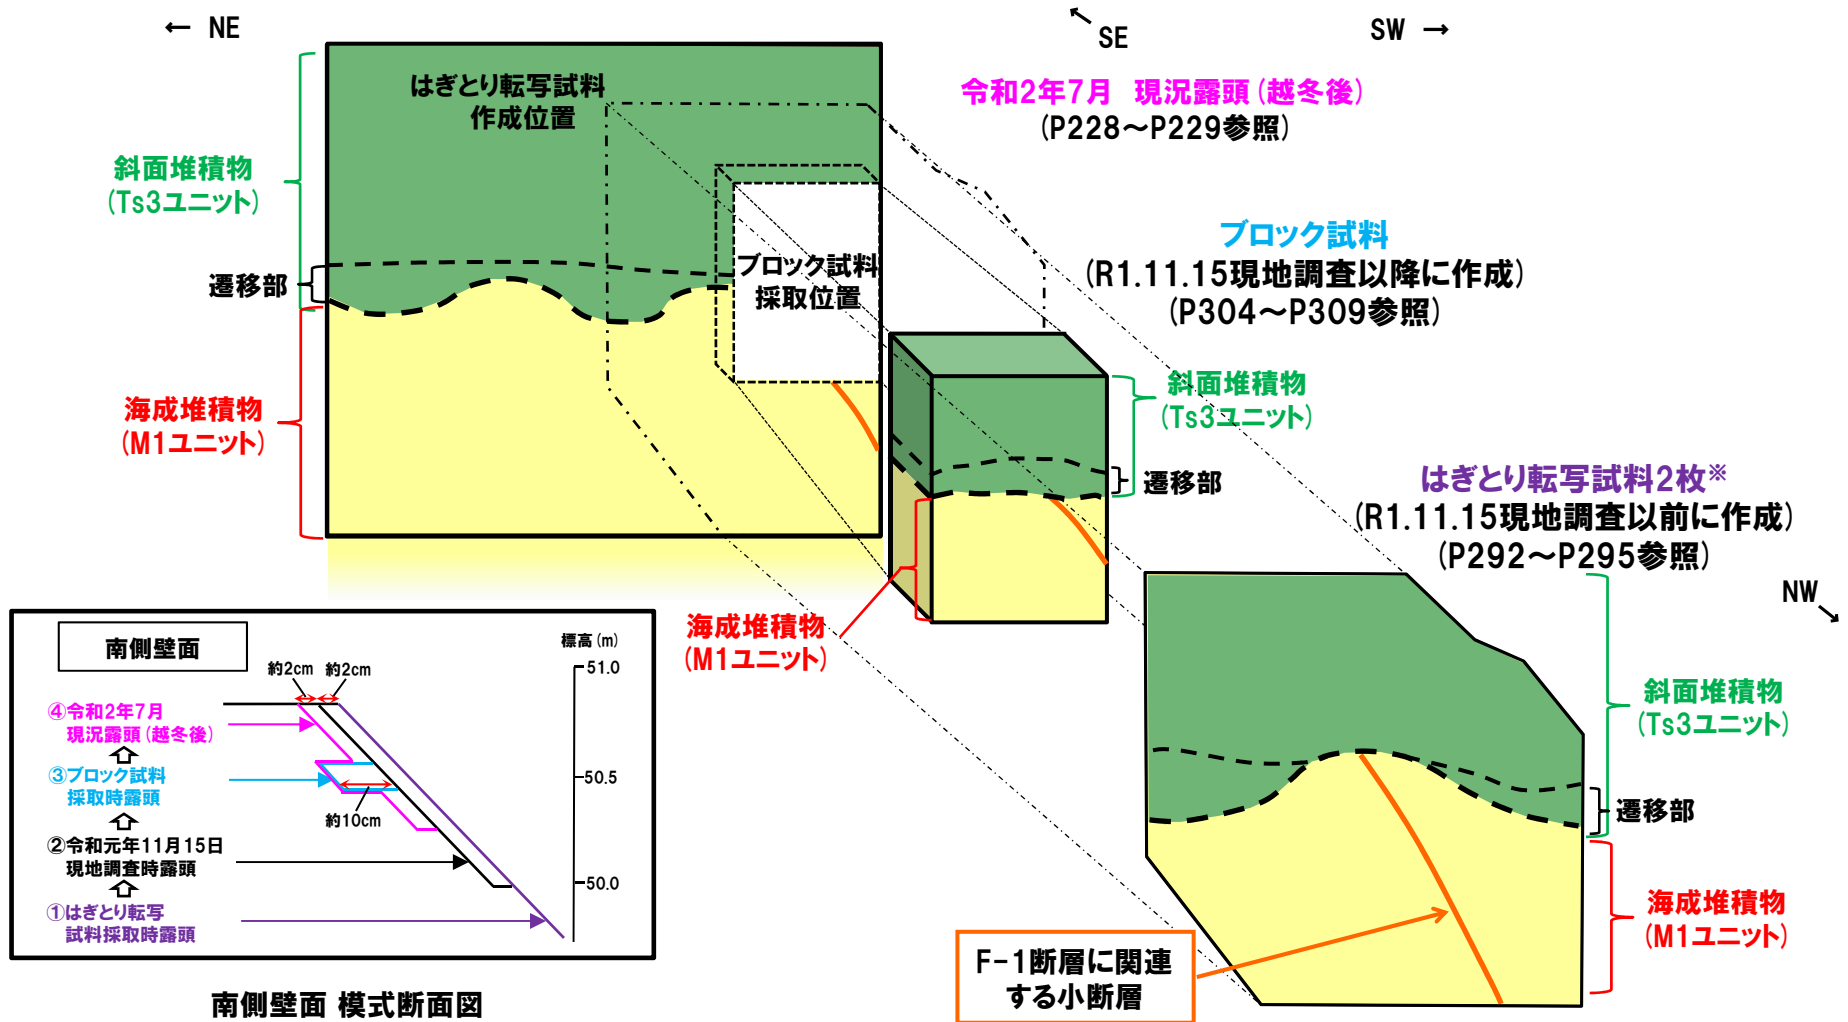 ← NE
SE
SW →
はぎとり転写試料
作成位置
令和2年7月 現況露頭(越冬後)
(P228～P229参照)
斜面堆積物
(Ts3ユニット)
ブロック試料
(R1.11.15現地調査以降に作成)
(P304～P309参照)
遷移部
ブロック試料
採取位置
海成堆積物
(M1ユニット)
斜面堆積物
(Ts3ユニット)
遷移部
はぎとり転写試料2枚※
(R1.11.15現地調査以前に作成)
(P292～P295参照)
NW
海成堆積物
(M1ユニット)
斜面堆積物
(Ts3ユニット)
遷移部
海成堆積物
(M1ユニット)
F-1断層に関連
する小断層
南側壁面
標高(m)
約2cm 約2cm
51.0
④令和2年7月
現況露頭(越冬後)
③ブロック試料
採取時露頭
50.5
約10cm
②令和元年11月15日
現地調査時露頭
50.0
①はぎとり転写
試料採取時露頭
南側壁面 模式断面図